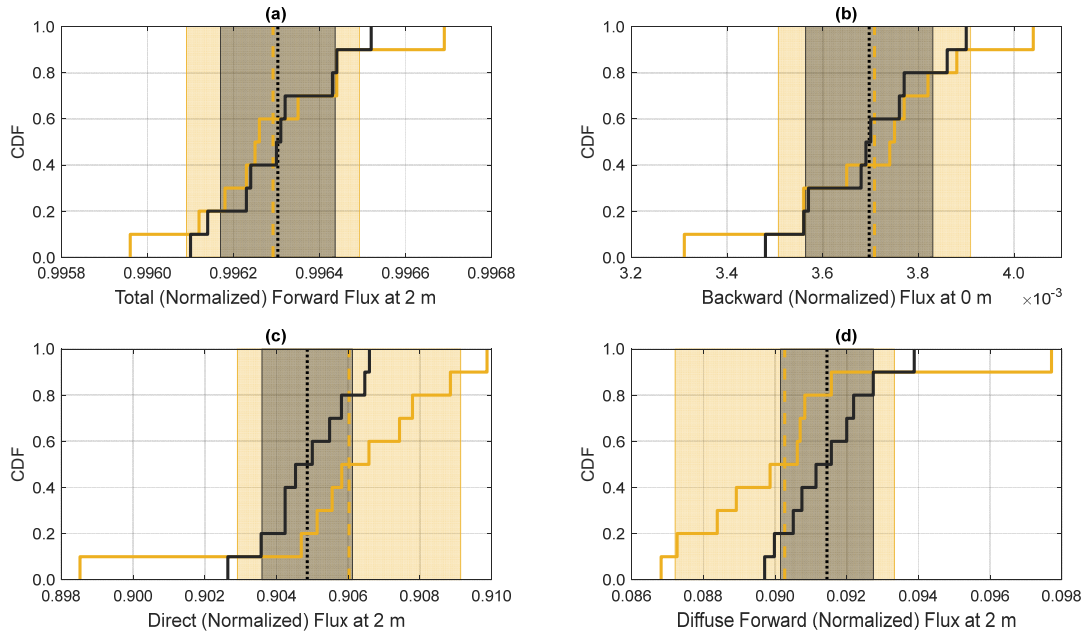 (a)
1.0
0.8
0.6
0.4
0.2
0.0
CDF
0.9958 0.9960 0.9962 0.9964 0.9966 0.9968
Total (Normalized) Forward Flux at 2 m
(b)
1.0
0.8
0.6
0.4
0.2
0.0
CDF
3.2 3.4 3.6 3.8 4.0
Backward (Normalized) Flux at 0 m ×10⁻³
(c)
1.0
0.8
0.6
0.4
0.2
0.0
CDF
0.898 0.900 0.902 0.904 0.906 0.908 0.910
Direct (Normalized) Flux at 2 m
(d)
1.0
0.8
0.6
0.4
0.2
0.0
CDF
0.086 0.088 0.090 0.092 0.094 0.096 0.098
Diffuse Forward (Normalized) Flux at 2 m